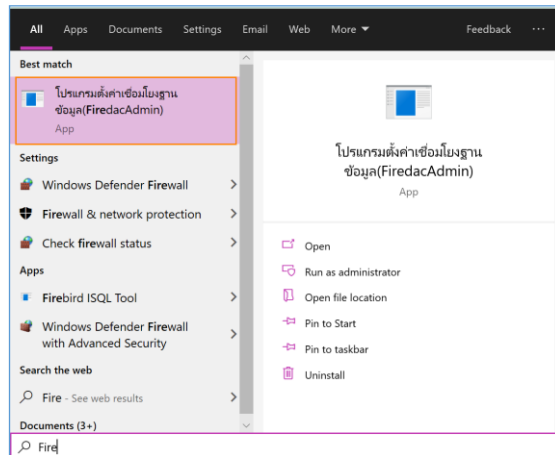 All Apps Documents Settings Email Web More Feedback ...
Best match
โปรแกรมตั้งค่าเชื่อมโยงฐาน
ข้อมูล(FiredacAdmin)
App
Settings
Windows Defender Firewall
Firewall & network protection
Check firewall status
Apps
Firebird ISQL Tool
Windows Defender Firewall
with Advanced Security
Search the web
Fire - See web results
Documents (3+)
Fire
โปรแกรมตั้งค่าเชื่อมโยงฐาน
ข้อมูล(FiredacAdmin)
App
Open
Run as administrator
Open file location
Pin to Start
Pin to taskbar
Uninstall